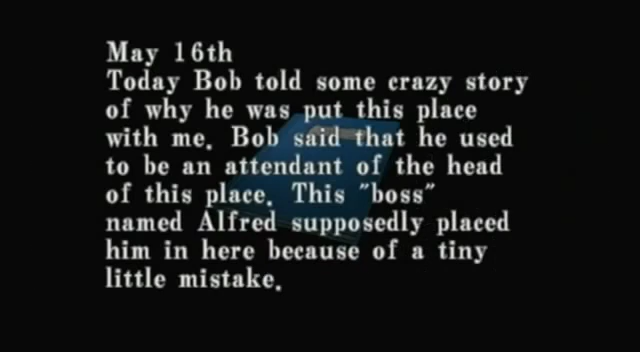 May 16th
Today Bob told some crazy story
of why he was put this place
with me. Bob said that he used
to be an attendant of the head
of this place. This "boss"
named Alfred supposedly placed
him in here because of a tiny
little mistake.